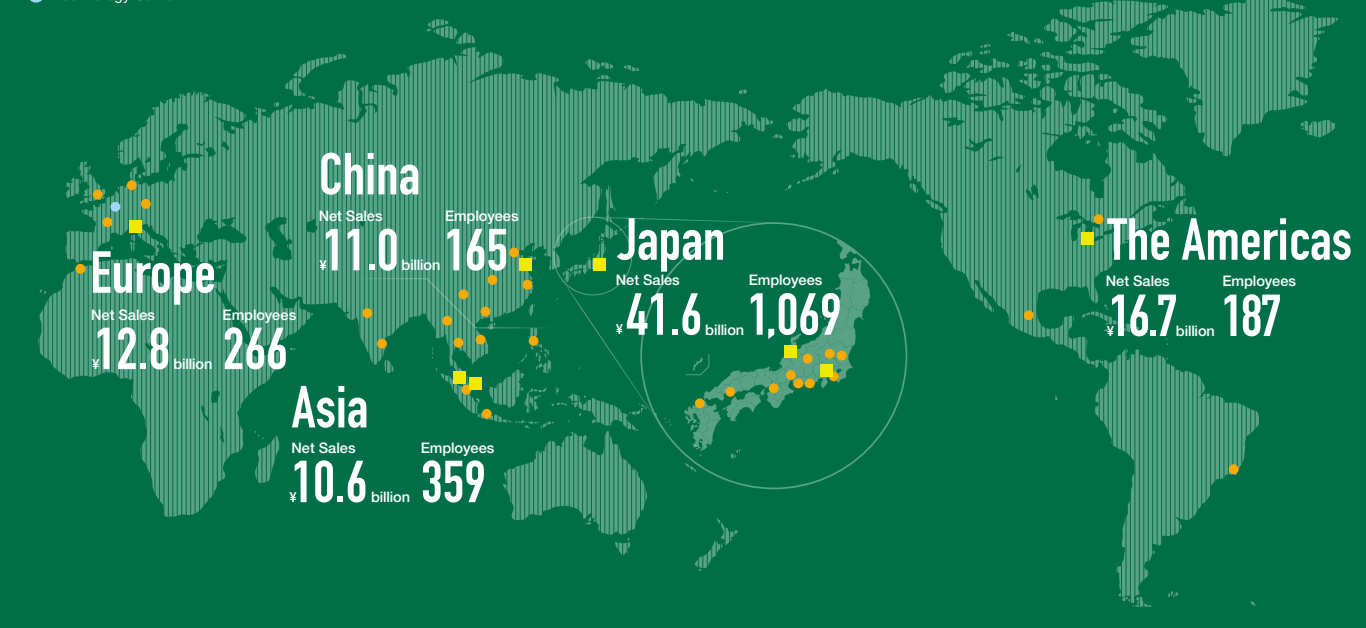 China
Net Sales Employees
¥11.0 billion 165
Japan
Net Sales Employees
¥41.6 billion 1,069
The Americas
Net Sales Employees
¥16.7 billion 187
Europe
Net Sales Employees
¥12.8 billion 266
Asia
Net Sales Employees
¥10.6 billion 359